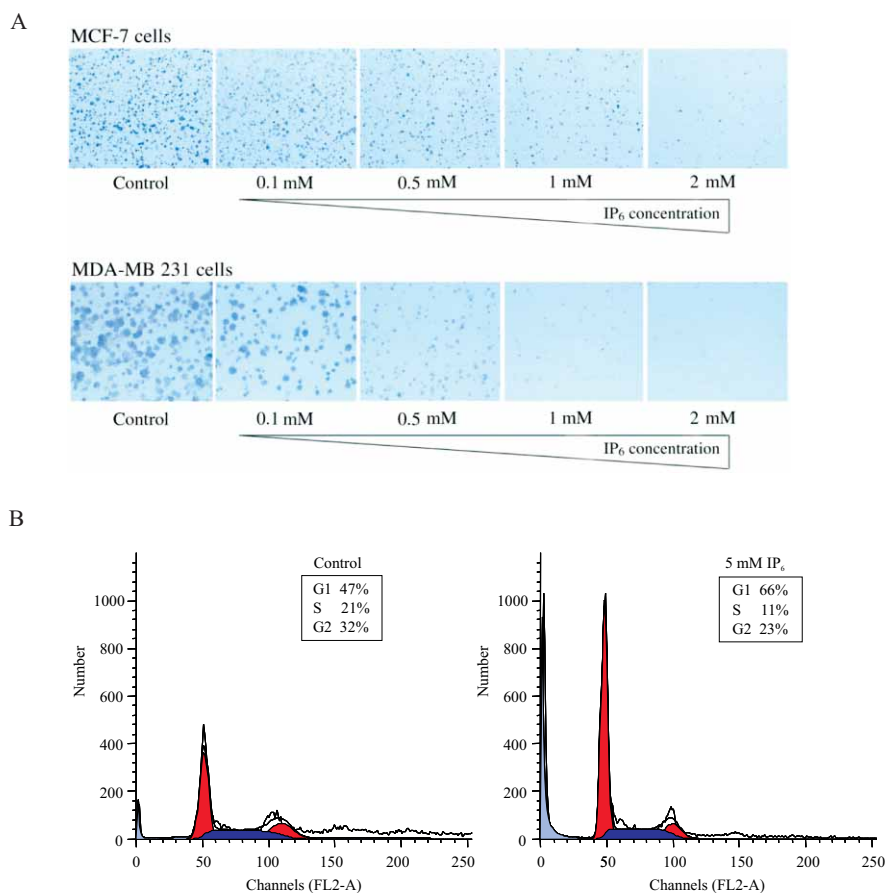 A
MCF-7 cells
Control 0.1 mM 0.5 mM 1 mM 2 mM
IP₆ concentration
MDA-MB 231 cells
Control 0.1 mM 0.5 mM 1 mM 2 mM
IP₆ concentration
B
Control
G1 47%
S 21%
G2 32%
Number
1000
800
600
400
200
0
0 50 100 150 200 250
Channels (FL2-A)
5 mM IP₆
G1 66%
S 11%
G2 23%
Number
1000
800
600
400
200
0
0 50 100 150 200 250
Channels (FL2-A)